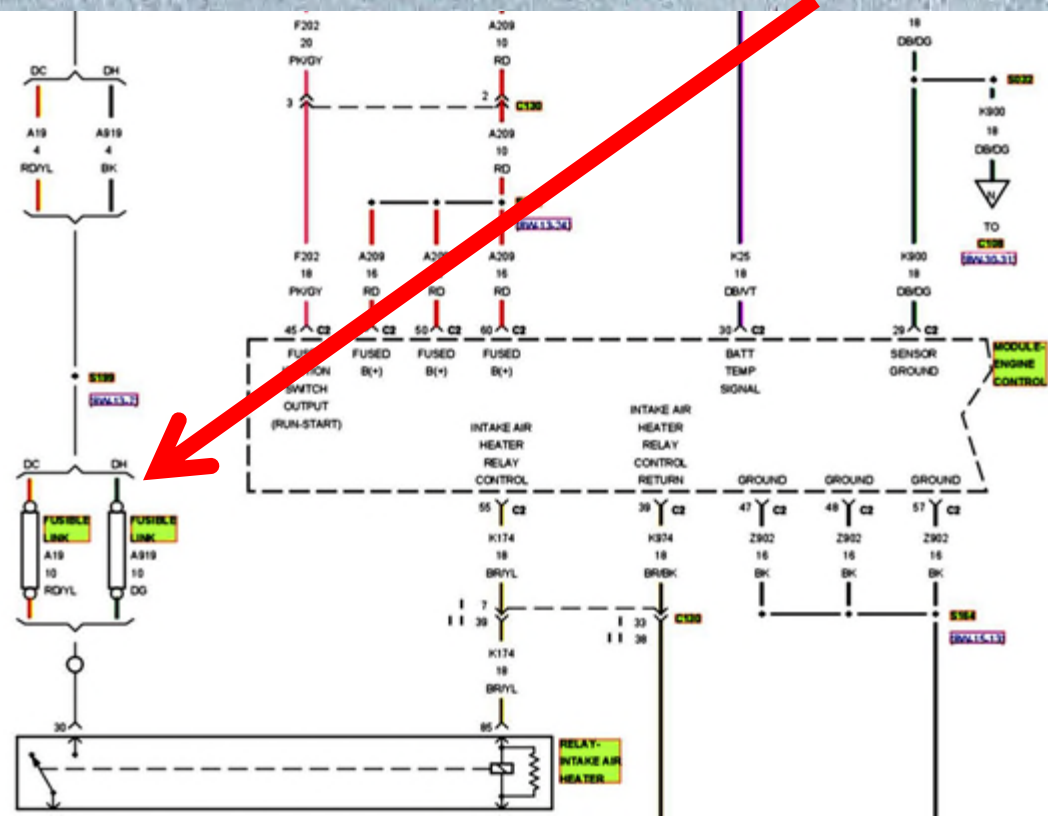 F202
20
PK/GY
A209
10
RD
18
DB/DG
DC
DH
3
2
C130
S032
A19
4
RD/YL
A919
4
BK
A209
10
RD
K900
18
DB/DG
N
TO
C108
[8W-30-31]
[8W-13-24]
F202
18
PK/GY
A209
16
RD
RD
A209
16
RD
K25
18
DB/VT
K900
18
DB/DG
45 C2
C2
50 C2
60 C2
30 C2
29 C2
SWITCH
OUTPUT
(RUN-START)
FUSED
B(+)
FUSED
B(+)
FUSED
B(+)
BATT
TEMP
SIGNAL
SENSOR
GROUND
MODULE-
ENGINE
CONTROL
S199
[8W-13-7]
INTAKE AIR
HEATER
RELAY
CONTROL
INTAKE AIR
HEATER
RELAY
CONTROL
RETURN
GROUND
GROUND
GROUND
DC
DH
55 C2
39 C2
47 C2
48 C2
57 C2
FUSIBLE
LINK
A19
10
RD/YL
FUSIBLE
LINK
A919
10
DG
K174
18
BR/YL
K974
18
BR/BK
Z902
16
BK
Z902
16
BK
Z902
16
BK
7
39
33
38
C130
S164
[8W-15-13]
K174
18
BR/YL
30
85
RELAY-
INTAKE AIR
HEATER